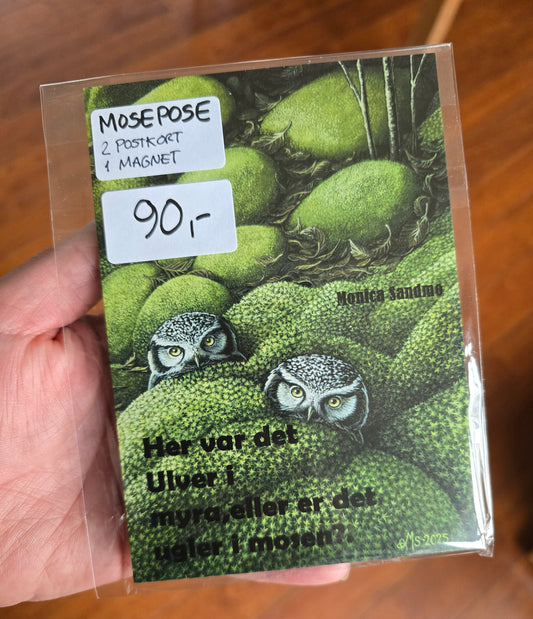 MOSEPOSE
2 POSTKORT
1 MAGNET
90,-
Monica Sandmo
Her var det
Ulver i
myra,eller er det
ugler i mosen?.
©MS-2025